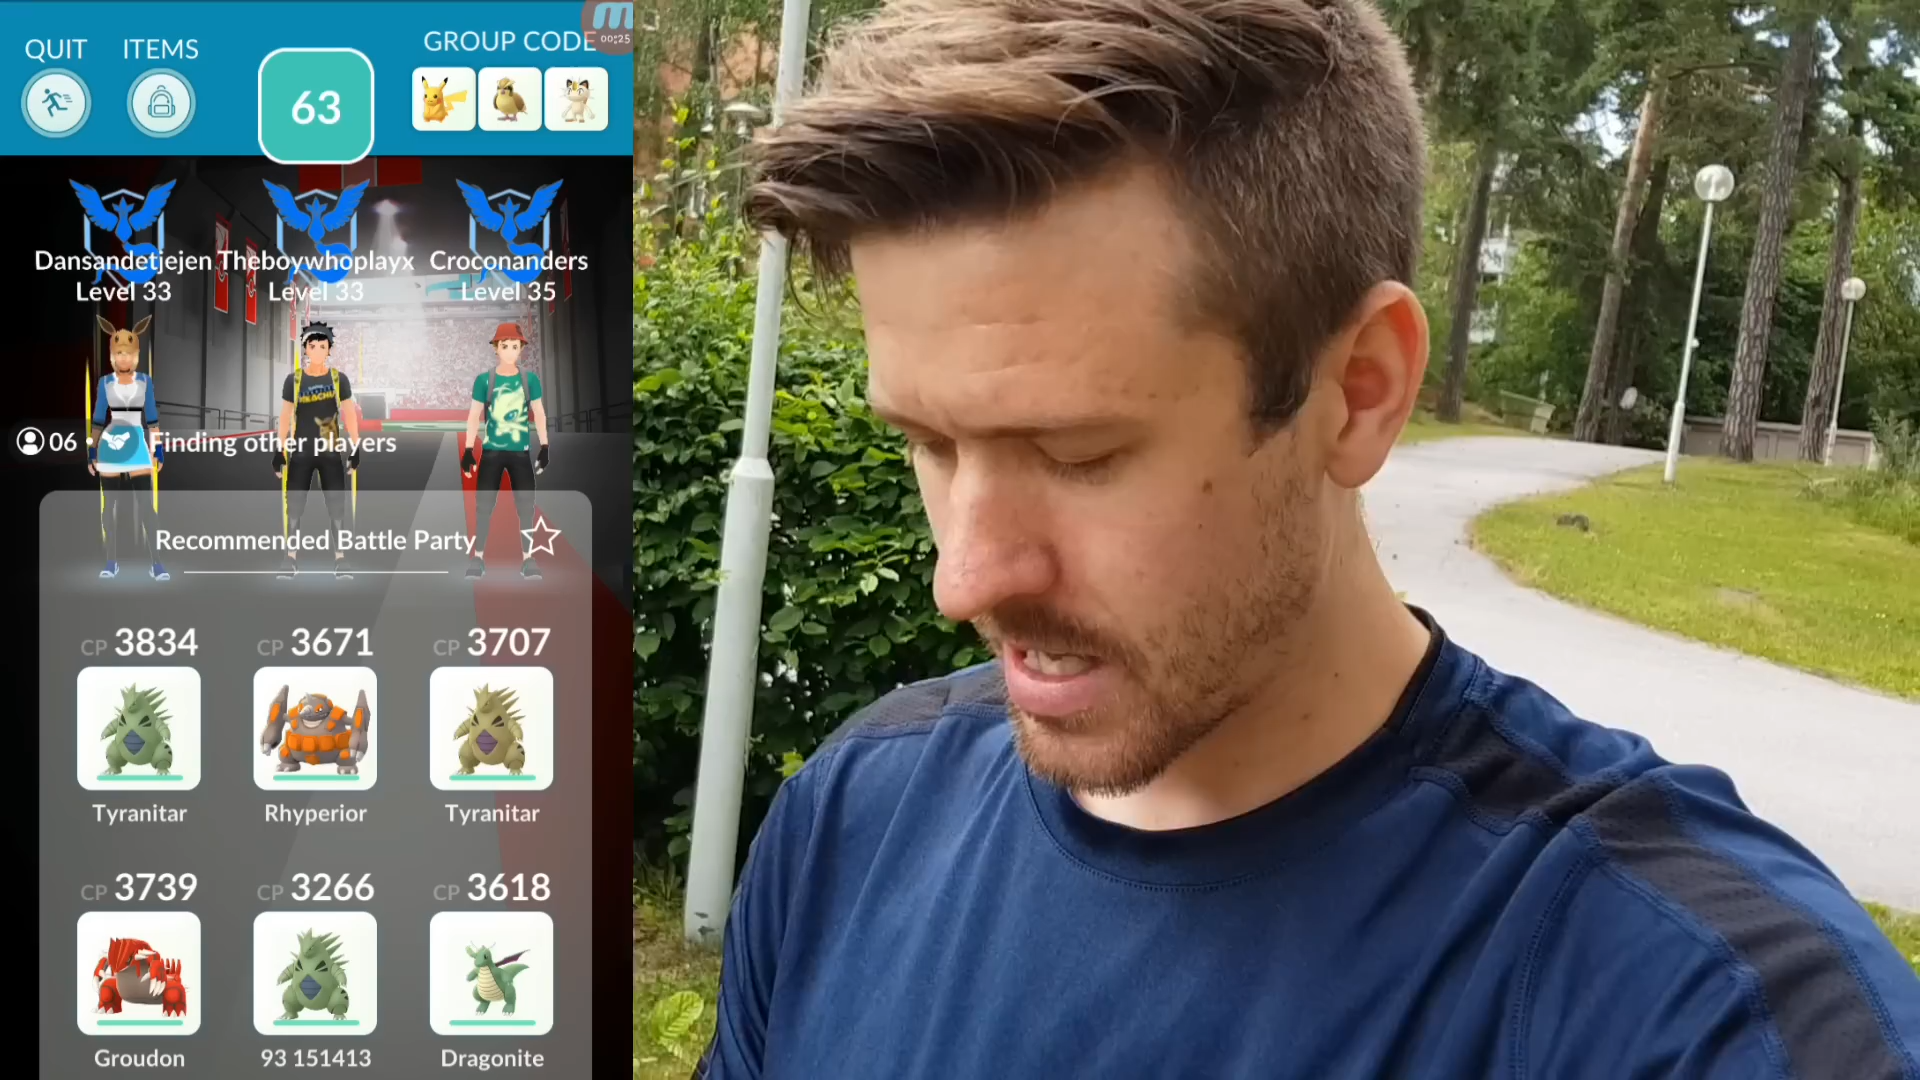 QUIT
ITEMS
63
GROUP CODE
00:25
Dansandetjejen
Level 33
Theboywhoplayx
Level 33
Croconanders
Level 35
06 • Finding other players
Recommended Battle Party
CP 3834
CP 3671
CP 3707
Tyranitar
Rhyperior
Tyranitar
CP 3739
CP 3266
CP 3618
Groudon
93 151413
Dragonite